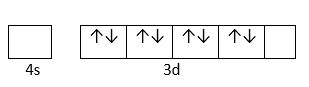 ↑↓ ↑↓ ↑↓ ↑↓
4s 3d